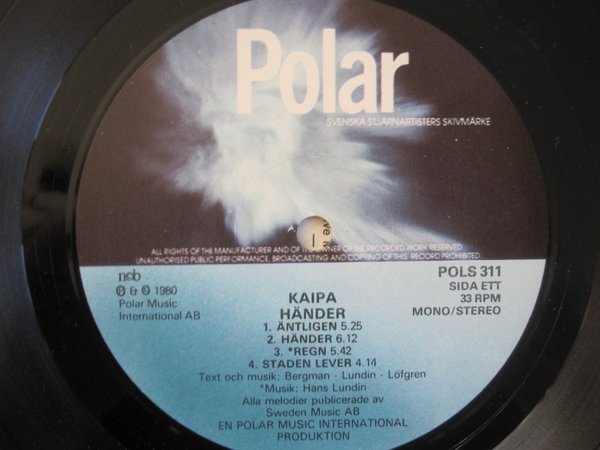 Polar
SVENSKA STJÄRNARTISTERS SKIVMÄRKE
ALL RIGHTS OF THE MANUFACTURER AND OF THE OWNER OF THE RECORDED WORK RESERVED
UNAUTHORISED PUBLIC PERFORMANCE, BROADCASTING AND COPYING OF THIS RECORD PROHIBITED
ncb
℗ & © 1980
Polar Music
International AB
POLS 311
SIDA ETT
33 RPM
MONO/STEREO
KAIPA
HÄNDER
1. ÄNTLIGEN 5.25
2. HÄNDER 6.12
3. *REGN 5.42
4. STADEN LEVER 4.14
Text och musik: Bergman - Lundin - Löfgren
*Musik: Hans Lundin
Alla melodier publicerade av
Sweden Music AB
EN POLAR MUSIC INTERNATIONAL
PRODUKTION